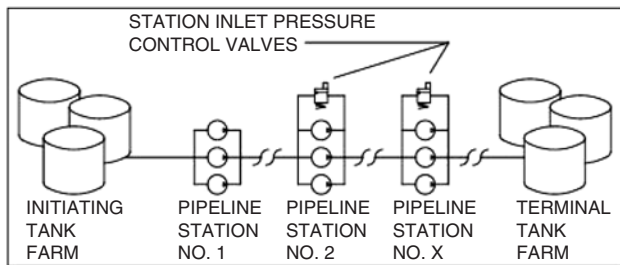 STATION INLET PRESSURE
CONTROL VALVES
INITIATING
TANK
FARM
PIPELINE
STATION
NO. 1
PIPELINE
STATION
NO. 2
PIPELINE
STATION
NO. X
TERMINAL
TANK
FARM